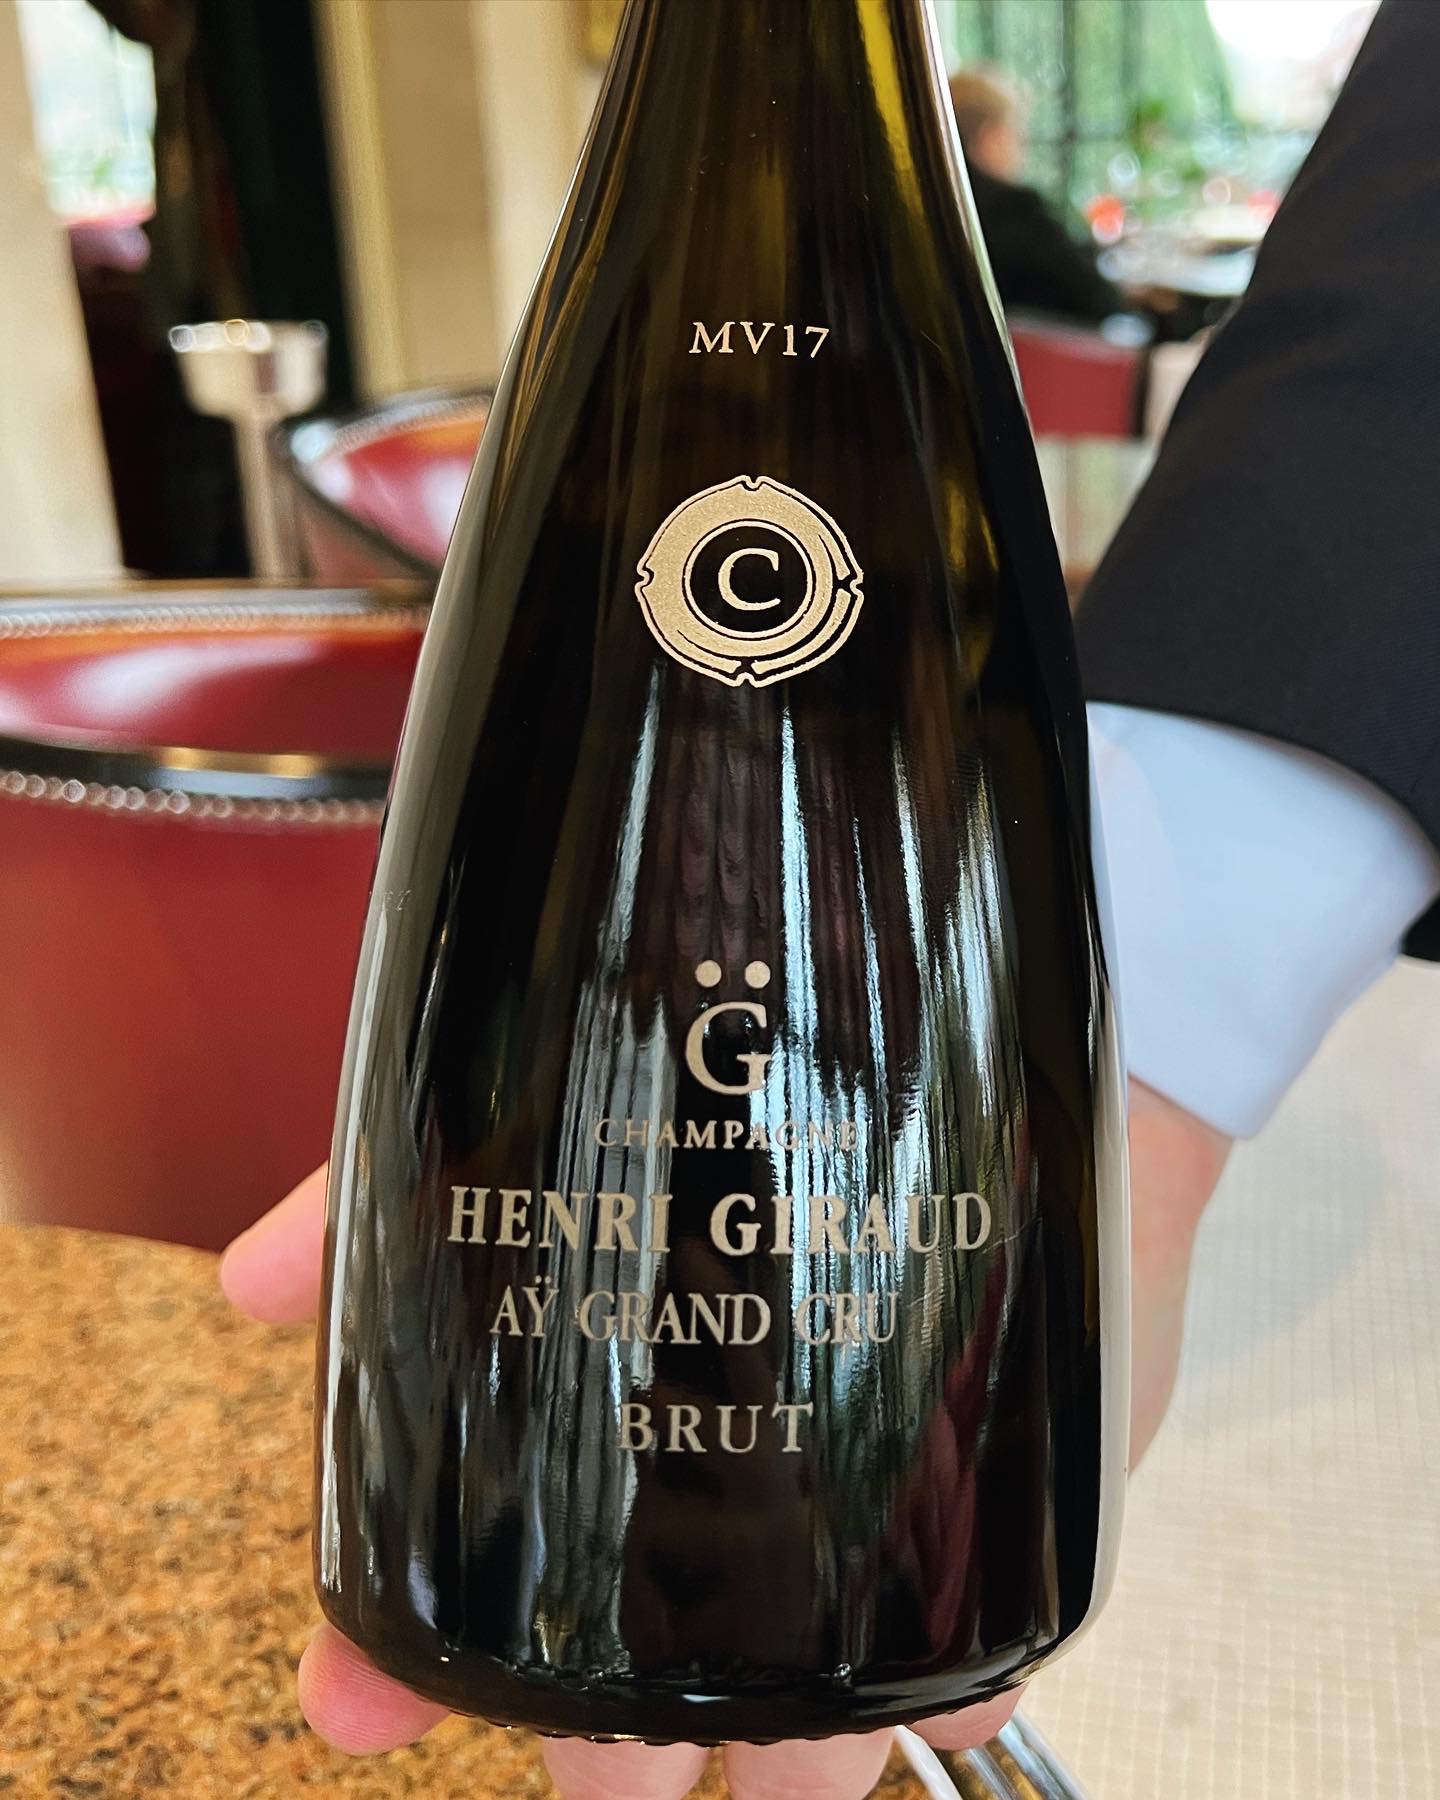 MV17
C
G̈
CHAMPAGNE
HENRI GIRAUD
AŸ GRAND CRU
BRUT